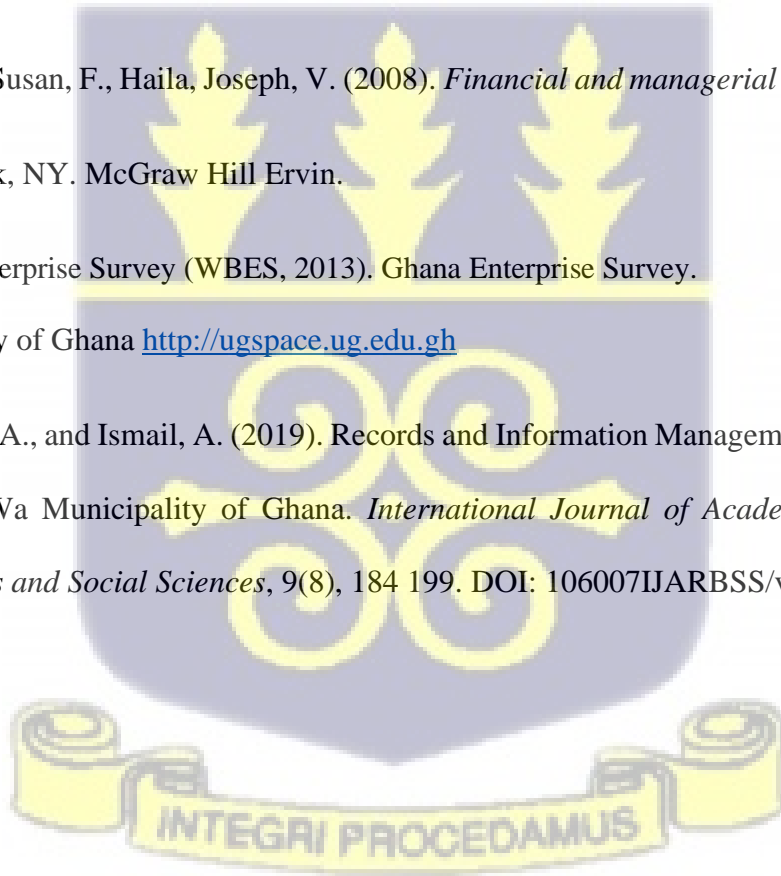 Susan, F., Haila, Joseph, V. (2008). Financial and managerial
k, NY. McGraw Hill Ervin.
erprise Survey (WBES, 2013). Ghana Enterprise Survey.
y of Ghana http://ugspace.ug.edu.gh
A., and Ismail, A. (2019). Records and Information Managem
Wa Municipality of Ghana. International Journal of Acade
s and Social Sciences, 9(8), 184 199. DOI: 106007IJARBSS/v
INTEGRI PROCEDAMUS